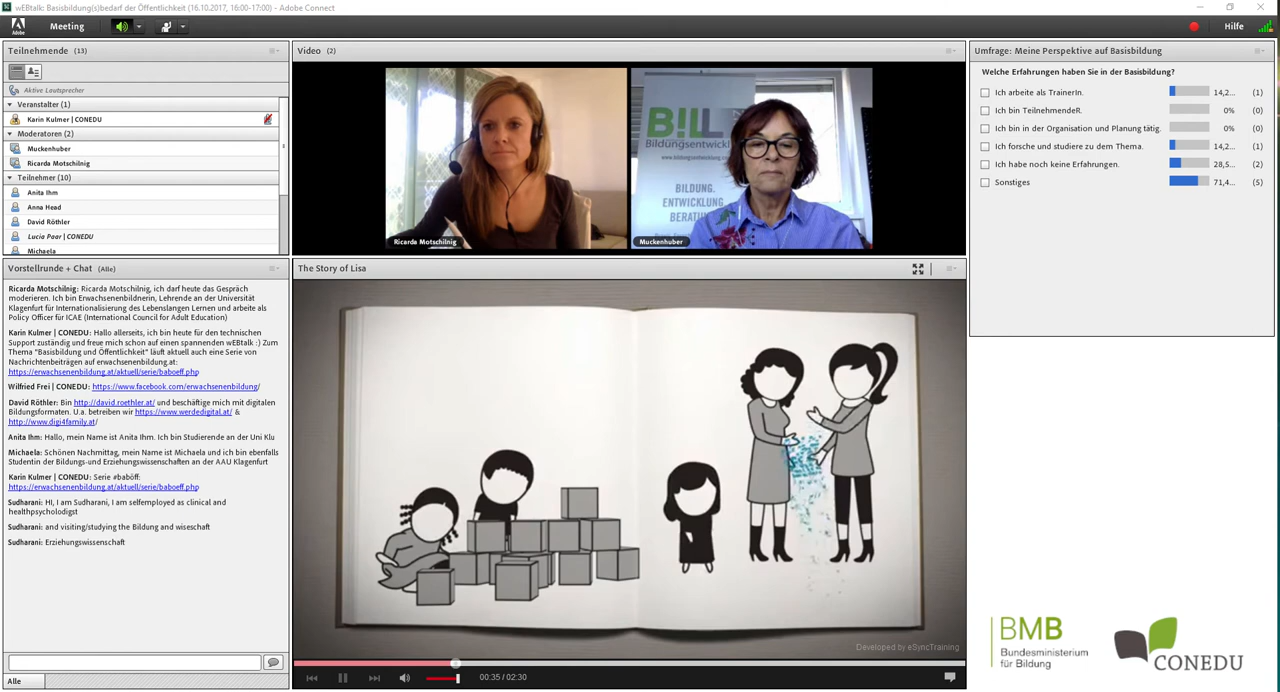 wEBtalk: Basisbildung(s)bedarf der Öffentlichkeit (16.10.2017, 16:00-17:00) - Adobe Connect
Adobe
Meeting
Hilfe
Teilnehmende (13)
Aktive Lautsprecher
Veranstalter (1)
Karin Kulmer | CONEDU
Moderatoren (2)
Muckenhuber
Ricarda Motschilnig
Teilnehmer (10)
Anita Ihm
Anna Head
David Röthler
Lucia Paar | CONEDU
Michaela
Vorstellrunde + Chat (Alle)
Ricarda Motschilnig: Ricarda Motschilnig, ich darf heute das Gespräch
moderieren. Ich bin Erwachsenenbildnerin, Lehrende an der Universität
Klagenfurt für Internationalisierung des Lebenslangen Lernen und arbeite als
Policy Officer für ICAE (International Council for Adult Education)
Karin Kulmer | CONEDU: Hallo allerseits, ich bin heute für den technischen
Support zuständig und freue mich schon auf einen spannenden wEBtalk :) Zum
Thema "Basisbildung und Öffentlichkeit" läuft aktuell auch eine Serie von
Nachrichtenbeiträgen auf erwachsenenbildung.at:
https://erwachsenenbildung.at/aktuell/serie/baboeff.php
Wilfried Frei | CONEDU: https://www.facebook.com/erwachsenenbildung/
David Röthler: Bin http://david.roethler.at/ und beschäftige mich mit digitalen
Bildungsformaten. U.a. betreiben wir https://www.werdedigital.at/ &
http://www.digi4family.at/
Anita Ihm: Hallo, mein Name ist Anita Ihm. Ich bin Studierende an der Uni Klu
Michaela: Schönen Nachmittag, mein Name ist Michaela und ich bin ebenfalls
Studentin der Bildungs-und Erziehungswissenschaften an der AAU Klagenfurt
Karin Kulmer | CONEDU: Serie #baböff:
https://erwachsenenbildung.at/aktuell/serie/baboeff.php
Sudharani: HI, I am Sudharani, I am selfemployed as clinical and
healthpsycholodigst
Sudharani: and visiting/studying the Bildung and wiseschaft
Sudharani: Erziehungswissenschaft
Alle
Video (2)
Ricarda Motschilnig
B!LL
Bildungsentwickl
www.bildungsentwicklung.com
BILDUNG.
ENTWICKLUNG
BERATU
Muckenhuber
The Story of Lisa
Developed by eSyncTraining
00:35 / 02:30
Umfrage: Meine Perspektive auf Basisbildung
Welche Erfahrungen haben Sie in der Basisbildung?
Ich arbeite als TrainerIn. 14,2... (1)
Ich bin TeilnehmendeR. 0% (0)
Ich bin in der Organisation und Planung tätig. 0% (0)
Ich forsche und studiere zu dem Thema. 14,2... (1)
Ich habe noch keine Erfahrungen. 28,5... (2)
Sonstiges 71,4... (5)
BMB
Bundesministerium
für Bildung
CONEDU